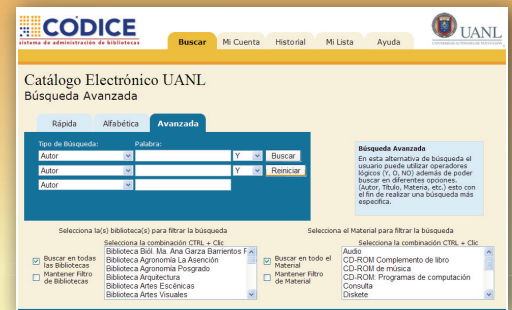 CÓDICE
sistema de administración de bibliotecas
Buscar Mi Cuenta Historial Mi Lista Ayuda
UANL
Catálogo Electrónico UANL
Búsqueda Avanzada
Rápida Alfabética Avanzada
Tipo de Búsqueda: Palabra:
Autor Y Buscar
Autor Y Reiniciar
Autor
Búsqueda Avanzada
En esta alternativa de búsqueda el
usuario puede utilizar operadores
lógicos (Y, O, NO) además de poder
buscar en diferentes opciones.
(Autor, Título, Materia, etc.) esto con
el fin de realizar una búsqueda más
específica.
Selecciona la(s) biblioteca(s) para filtrar la búsqueda
Selecciona la combinación CTRL + Clic
Buscar en todas
las Bibliotecas
Mantener Filtro
de Bibliotecas
Biblioteca Biól. Ma. Ana Garza Barrientos F
Biblioteca Agronomía La Asención
Biblioteca Agronomía Posgrado
Biblioteca Arquitectura
Biblioteca Artes Escénicas
Biblioteca Artes Visuales
Selecciona el Material para filtrar la búsqueda
Selecciona la combinación CTRL + Clic
Buscar en todo el
Material
Mantener Filtro
de Material
Audio
CD-ROM Complemento de libro
CD-ROM de música
CD-ROM: Programas de computación
Consulta
Diskete